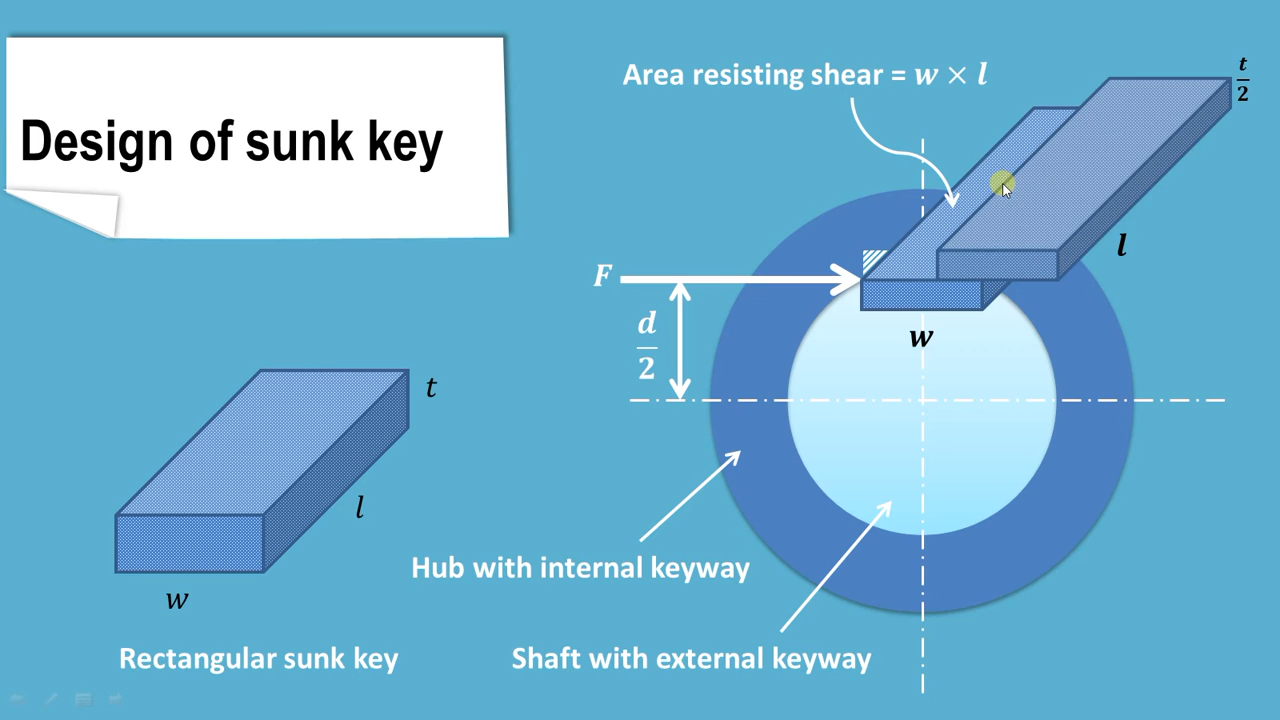 Design of sunk key
Area resisting shear = w × l
t
2
l
F
d
2
w
t
l
w
Hub with internal keyway
Rectangular sunk key
Shaft with external keyway